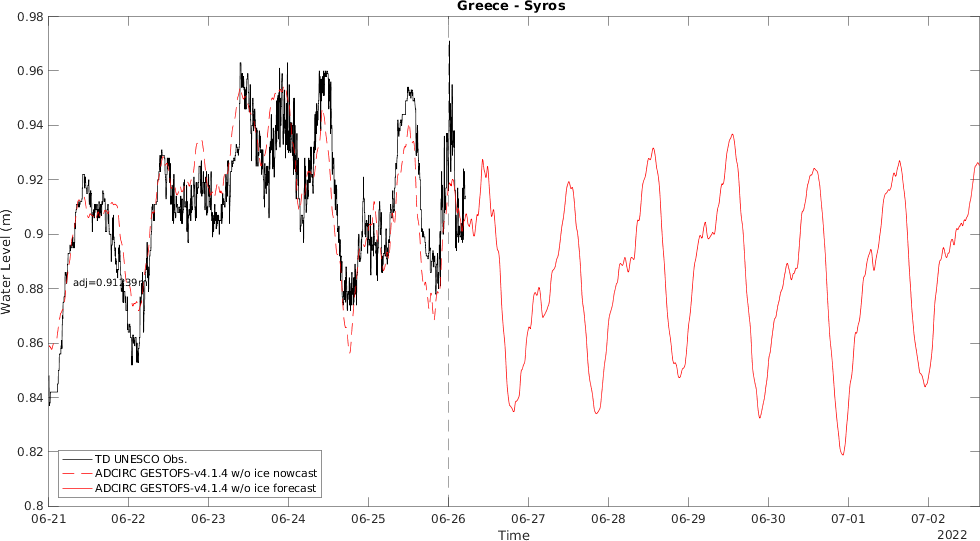 Greece - Syros
0.98
0.96
0.94
0.92
0.9
0.88
0.86
0.84
0.82
0.8
Water Level (m)
adj=0.91239m
TD UNESCO Obs.
ADCIRC GESTOFS-v4.1.4 w/o ice nowcast
ADCIRC GESTOFS-v4.1.4 w/o ice forecast
06-21 06-22 06-23 06-24 06-25 06-26 06-27 06-28 06-29 06-30 07-01 07-02
Time
2022